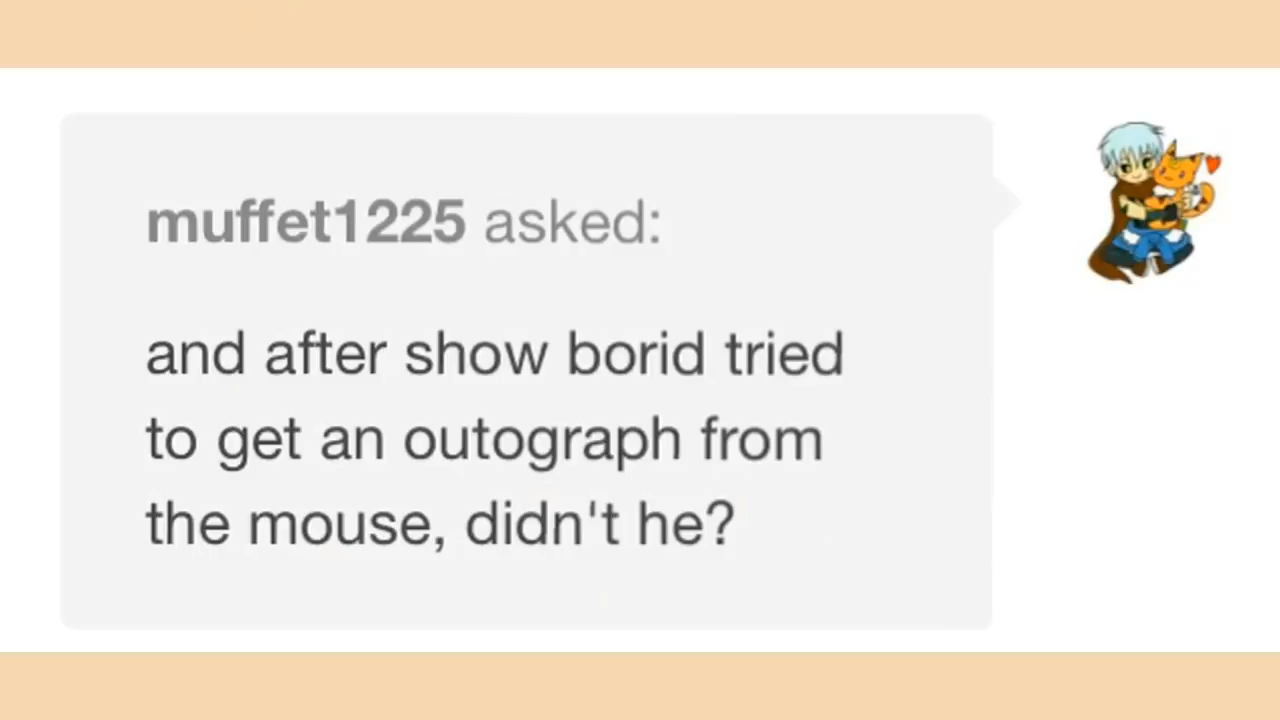 muffet1225 asked:
and after show borid tried
to get an outograph from
the mouse, didn't he?